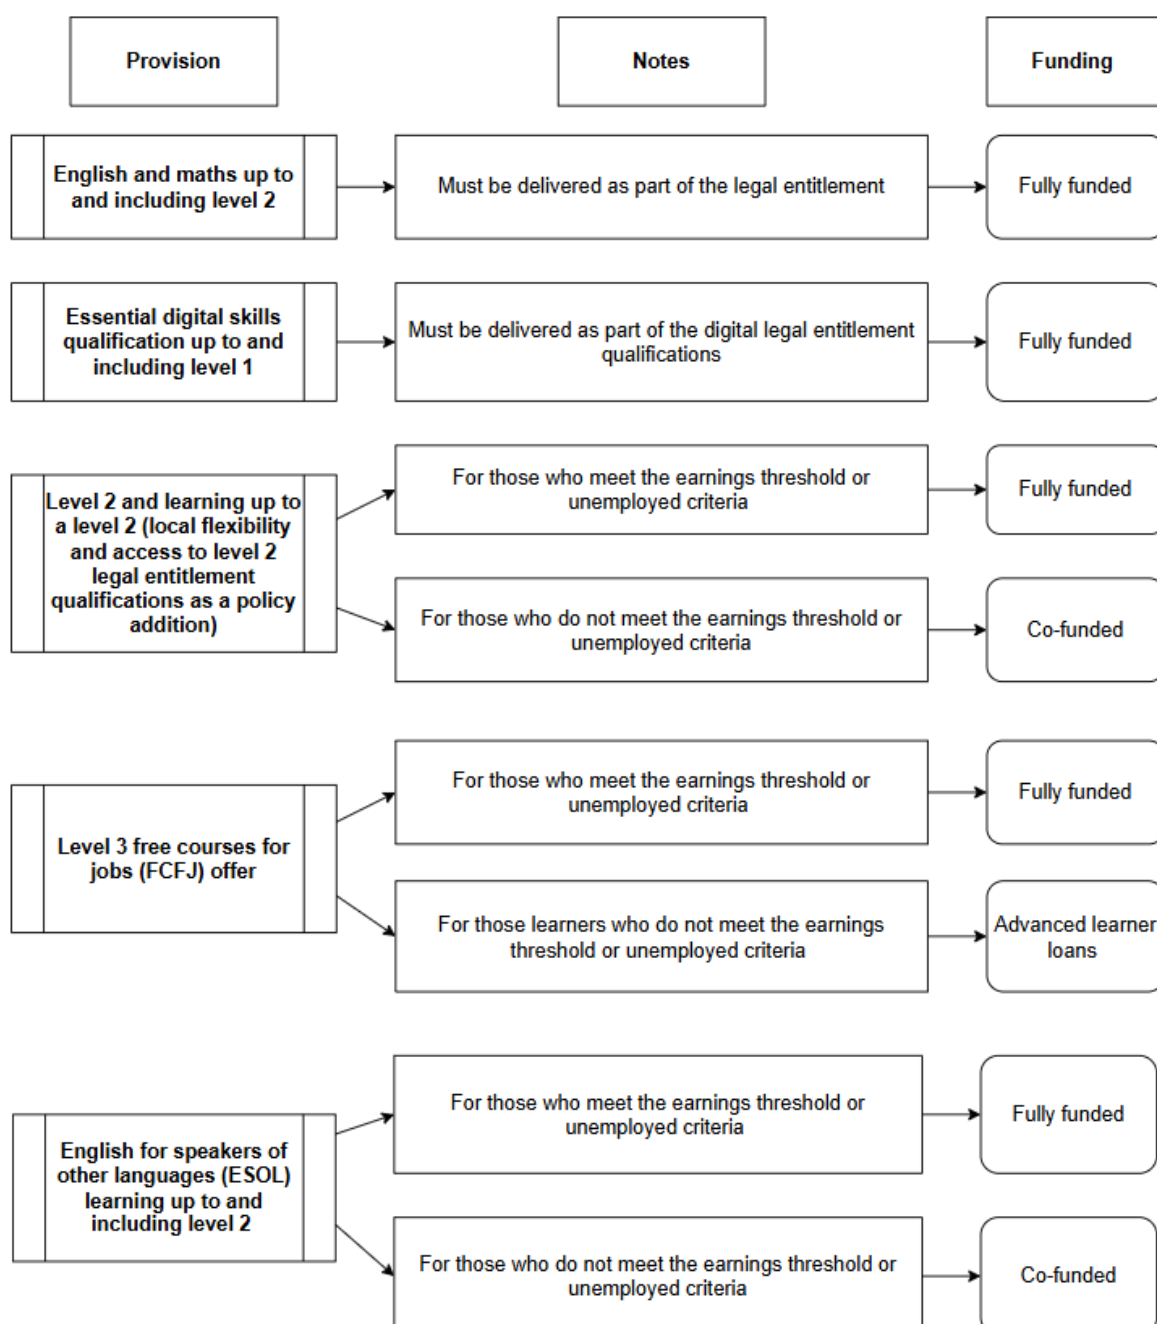 Provision
Notes
Funding
English and maths up to
and including level 2
Must be delivered as part of the legal entitlement
Fully funded
Essential digital skills
qualification up to and
including level 1
Must be delivered as part of the digital legal entitlement
qualifications
Fully funded
Level 2 and learning up to
a level 2 (local flexibility
and access to level 2
legal entitlement
qualifications as a policy
addition)
For those who meet the earnings threshold or
unemployed criteria
Fully funded
For those who do not meet the earnings threshold or
unemployed criteria
Co-funded
Level 3 free courses for
jobs (FCFJ) offer
For those who meet the earnings threshold or
unemployed criteria
Fully funded
For those learners who do not meet the earnings
threshold or unemployed criteria
Advanced learner
loans
English for speakers of
other languages (ESOL)
learning up to and
including level 2
For those who meet the earnings threshold or
unemployed criteria
Fully funded
For those who do not meet the earnings threshold or
unemployed criteria
Co-funded